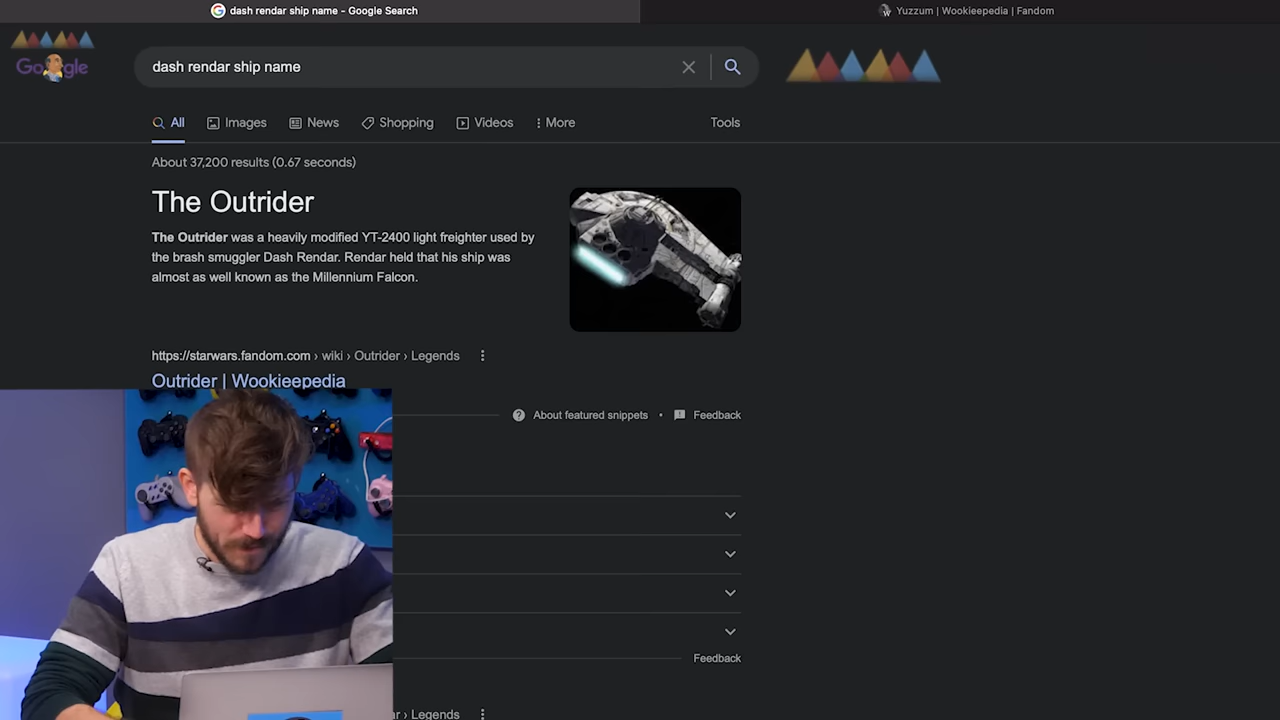 dash rendar ship name - Google Search
Yuzzum | Wookieepedia | Fandom
Google
dash rendar ship name
All
Images
News
Shopping
Videos
More
Tools
About 37,200 results (0.67 seconds)
The Outrider
The Outrider was a heavily modified YT-2400 light freighter used by
the brash smuggler Dash Rendar. Rendar held that his ship was
almost as well known as the Millennium Falcon.
https://starwars.fandom.com › wiki › Outrider › Legends
Outrider | Wookieepedia
About featured snippets • Feedback
Feedback
› Legends